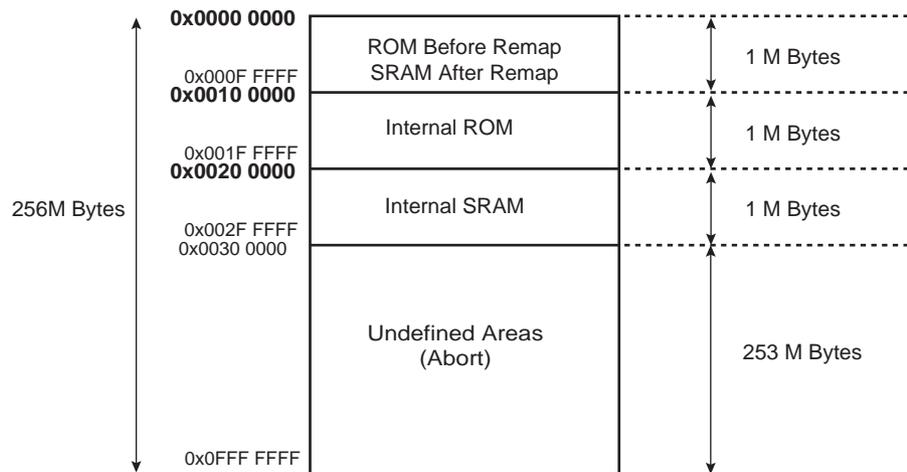 0x0000 0000
ROM Before Remap
SRAM After Remap
1 M Bytes
0x000F FFFF
0x0010 0000
Internal ROM
1 M Bytes
0x001F FFFF
0x0020 0000
256M Bytes
Internal SRAM
1 M Bytes
0x002F FFFF
0x0030 0000
Undefined Areas
(Abort)
253 M Bytes
0x0FFF FFFF